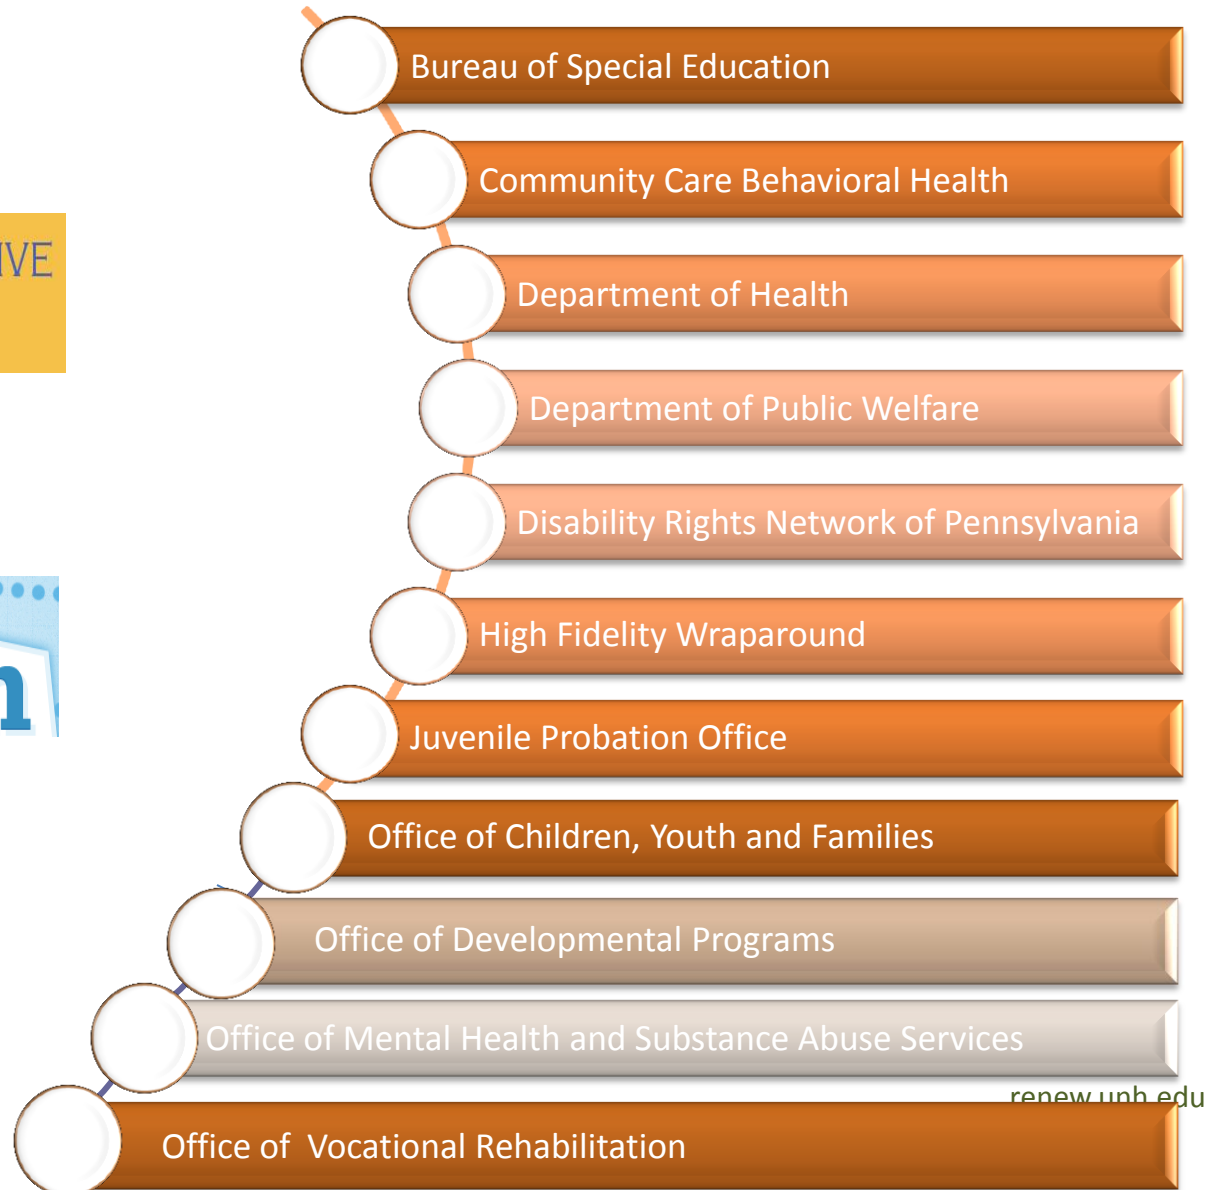 Bureau of Special Education
Community Care Behavioral Health
IVE
Department of Health
Department of Public Welfare
Disability Rights Network of Pennsylvania
High Fidelity Wraparound
n
Juvenile Probation Office
Office of Children, Youth and Families
Office of Developmental Programs
Office of Mental Health and Substance Abuse Services
renew.unh.edu
Office of Vocational Rehabilitation